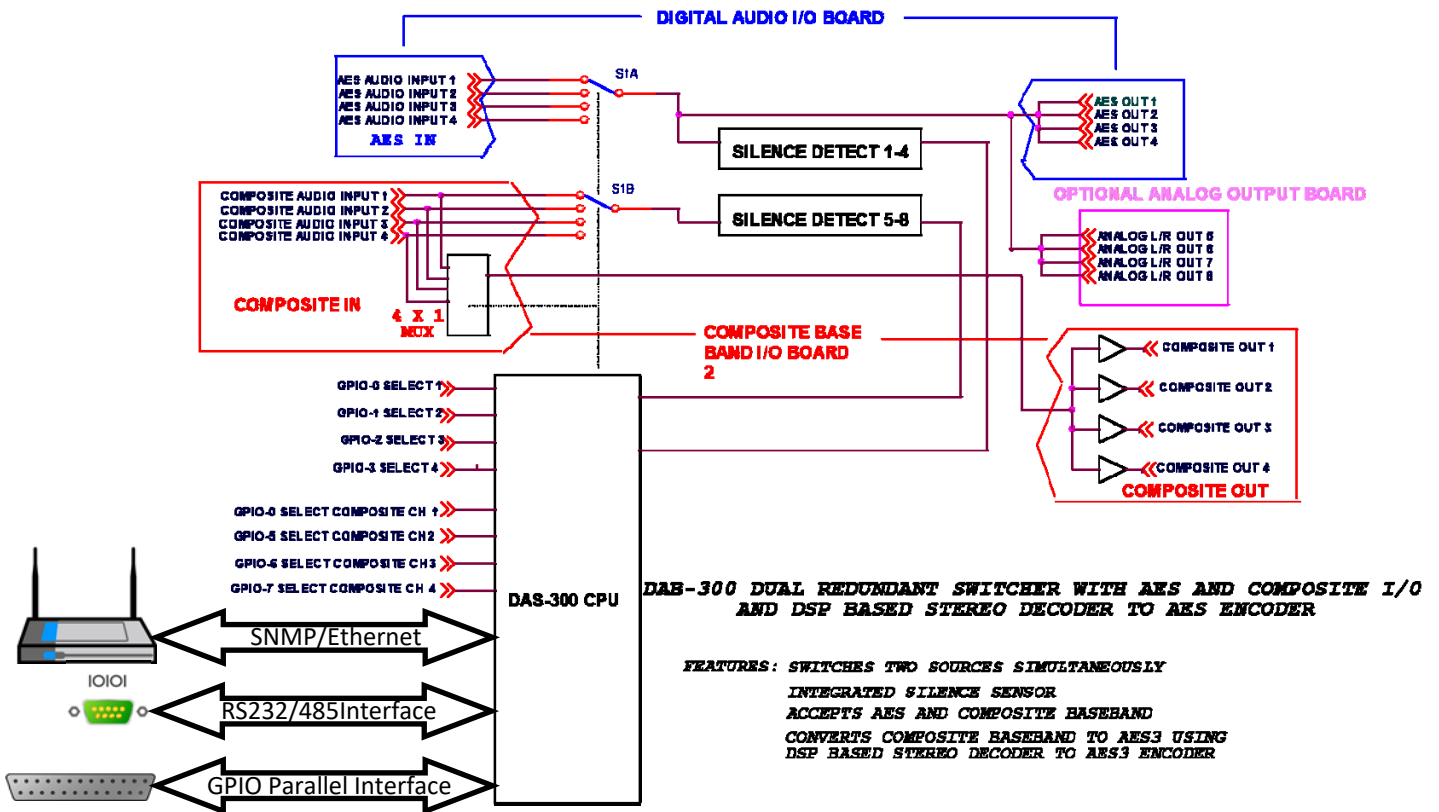 DIGITAL AUDIO I/O BOARD
AES AUDIO INPUT 1
AES AUDIO INPUT 2
AES AUDIO INPUT 3
AES AUDIO INPUT 4
AES IN
S1A
SILENCE DETECT 1-4
AES OUT 1
AES OUT 2
AES OUT 3
AES OUT 4
COMPOSITE AUDIO INPUT 1
COMPOSITE AUDIO INPUT 2
COMPOSITE AUDIO INPUT 3
COMPOSITE AUDIO INPUT 4
S1B
SILENCE DETECT 5-8
OPTIONAL ANALOG OUTPUT BOARD
ANALOG L/R OUT 5
ANALOG L/R OUT 6
ANALOG L/R OUT 7
ANALOG L/R OUT 8
COMPOSITE IN
4 X 1
MUX
COMPOSITE BASE
BAND I/O BOARD
2
COMPOSITE OUT 1
COMPOSITE OUT 2
COMPOSITE OUT 3
COMPOSITE OUT 4
COMPOSITE OUT
GPIO-0 SELECT 1
GPIO-1 SELECT 2
GPIO-2 SELECT 3
GPIO-3 SELECT 4
GPIO-0 SELECT COMPOSITE CH 1
GPIO-5 SELECT COMPOSITE CH2
GPIO-6 SELECT COMPOSITE CH3
GPIO-7 SELECT COMPOSITE CH 4
DAS-300 CPU
SNMP/Ethernet
IOIOI
RS232/485Interface
GPIO Parallel Interface
DAB-300 DUAL REDUNDANT SWITCHER WITH AES AND COMPOSITE I/O
AND DSP BASED STEREO DECODER TO AES ENCODER
FEATURES: SWITCHES TWO SOURCES SIMULTANEOUSLY
INTEGRATED SILENCE SENSOR
ACCEPTS AES AND COMPOSITE BASEBAND
CONVERTS COMPOSITE BASEBAND TO AES3 USING
DSP BASED STEREO DECODER TO AES3 ENCODER